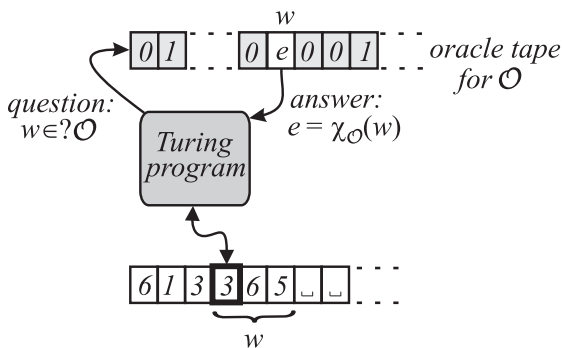 w
0 1 0 e 0 0 1
oracle tape
for 𝒪
question:
w∈?𝒪
answer:
e = χ𝒪(w)
Turing
program
6 1 3 3 6 5 ␣ ␣
w